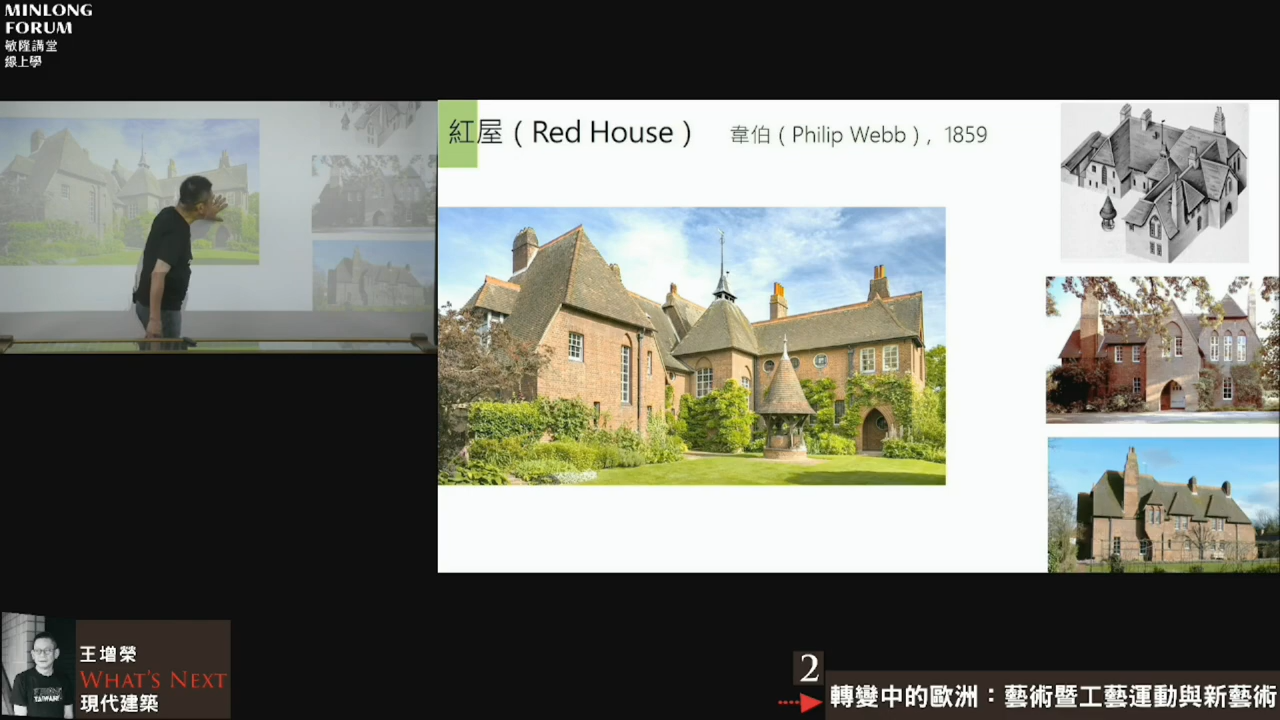 MINLONG
FORUM
敏隆講堂
線上學
紅屋（Red House） 韋伯（Philip Webb）, 1859
王增榮
WHAT'S NEXT
現代建築
2
轉變中的歐洲：藝術暨工藝運動與新藝術